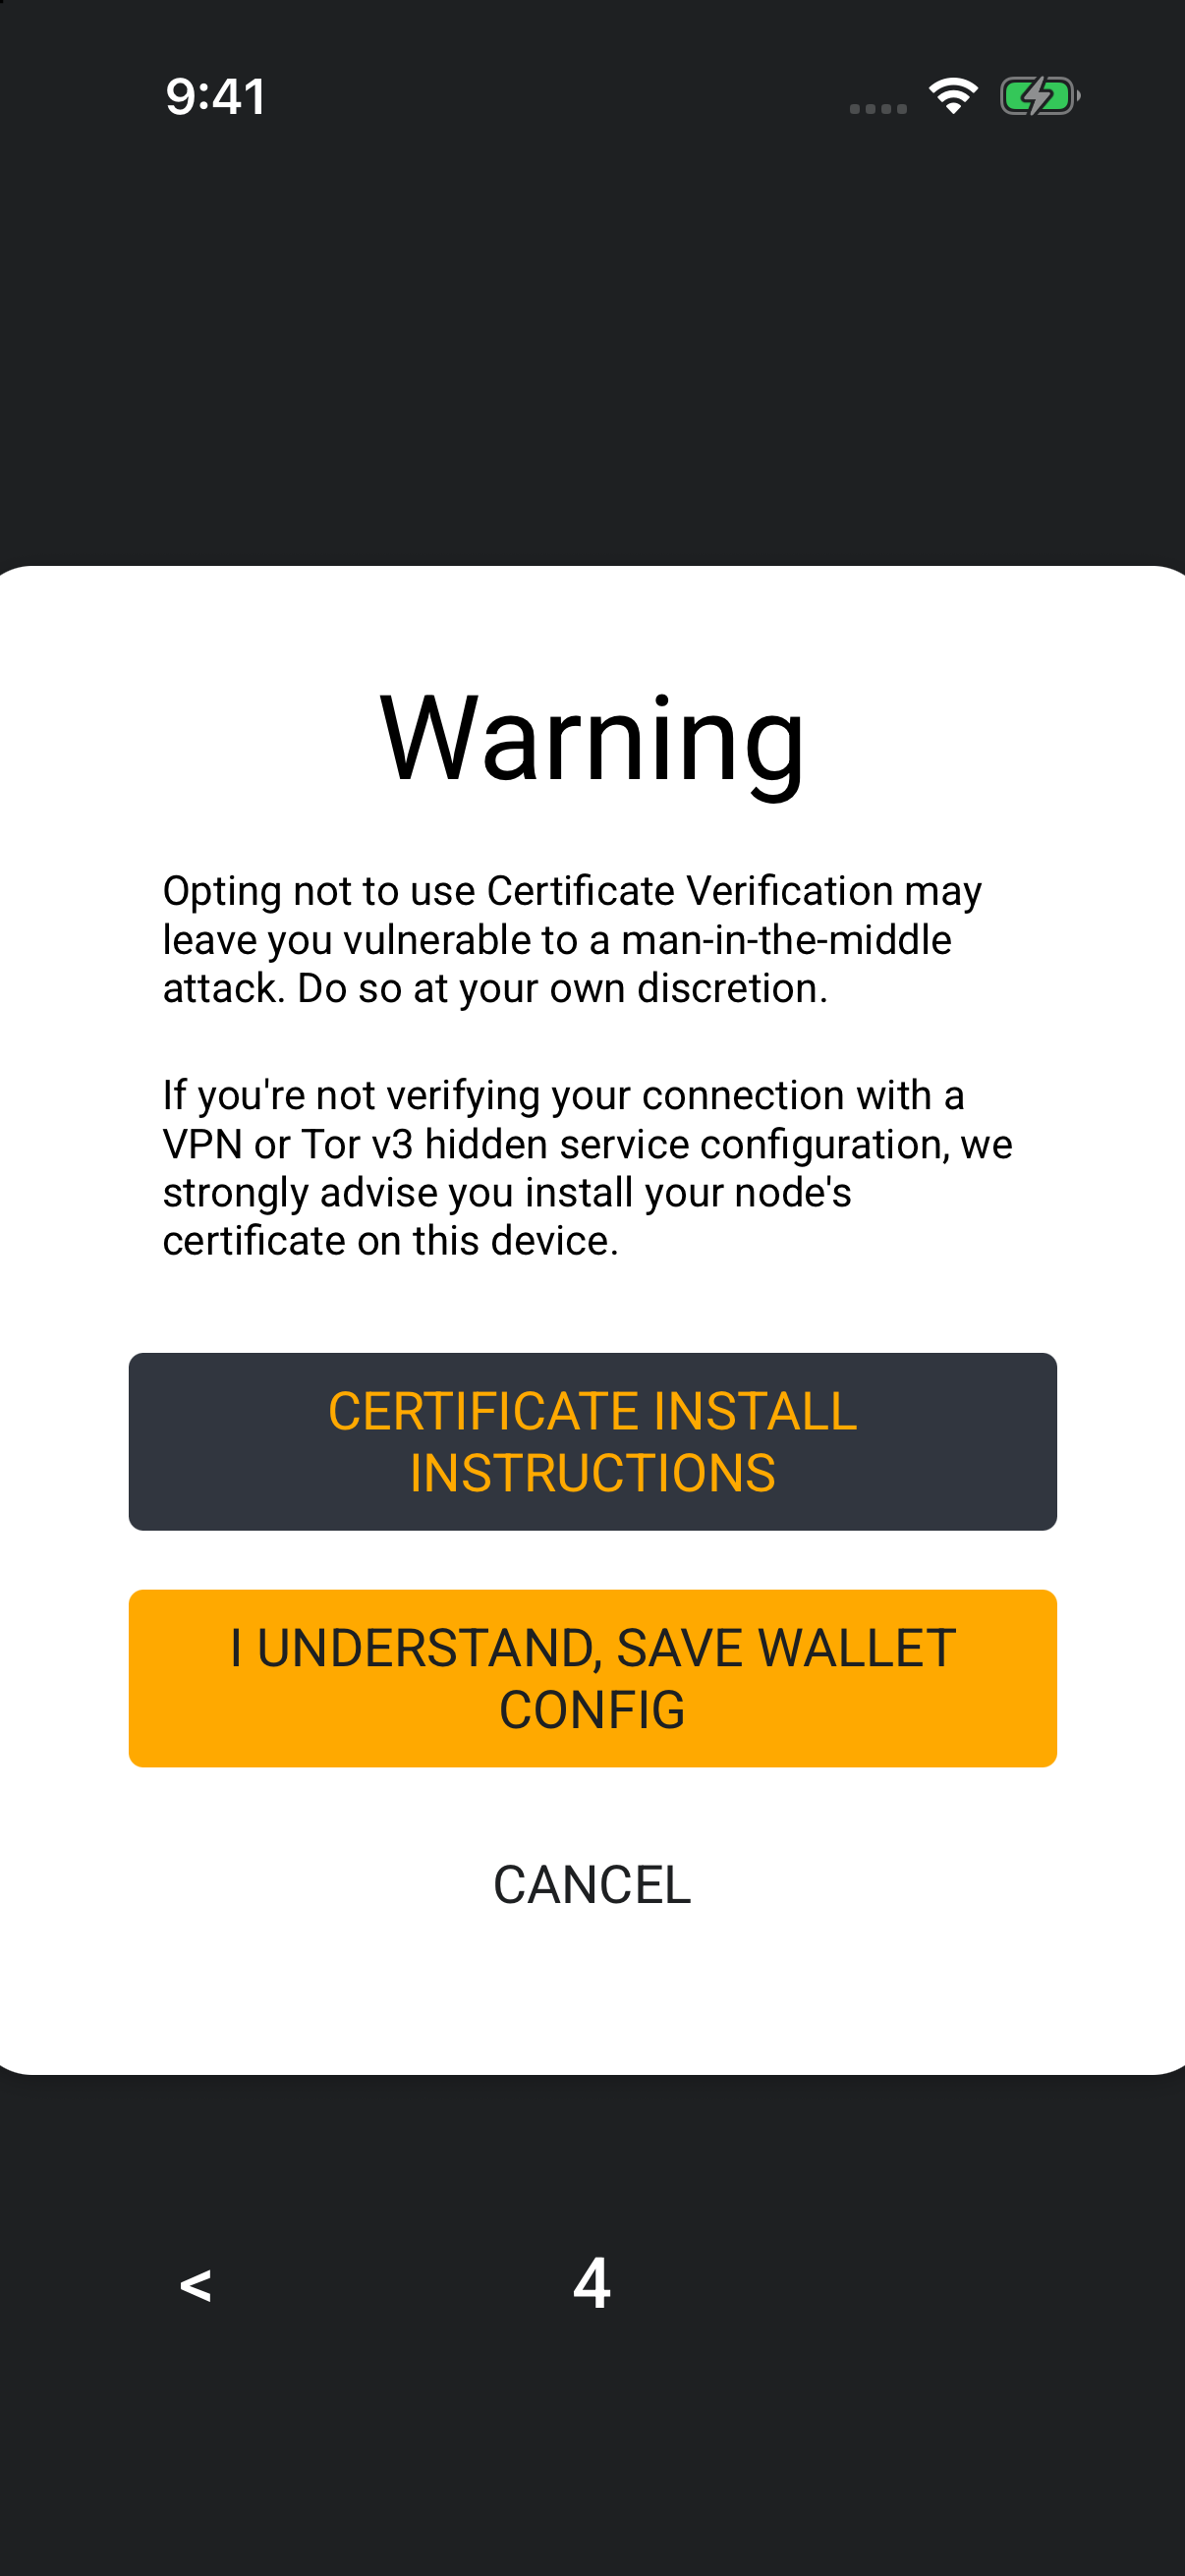 9:41
Warning
Opting not to use Certificate Verification may
leave you vulnerable to a man-in-the-middle
attack. Do so at your own discretion.
If you're not verifying your connection with a
VPN or Tor v3 hidden service configuration, we
strongly advise you install your node's
certificate on this device.
CERTIFICATE INSTALL
INSTRUCTIONS
I UNDERSTAND, SAVE WALLET
CONFIG
CANCEL
< 4